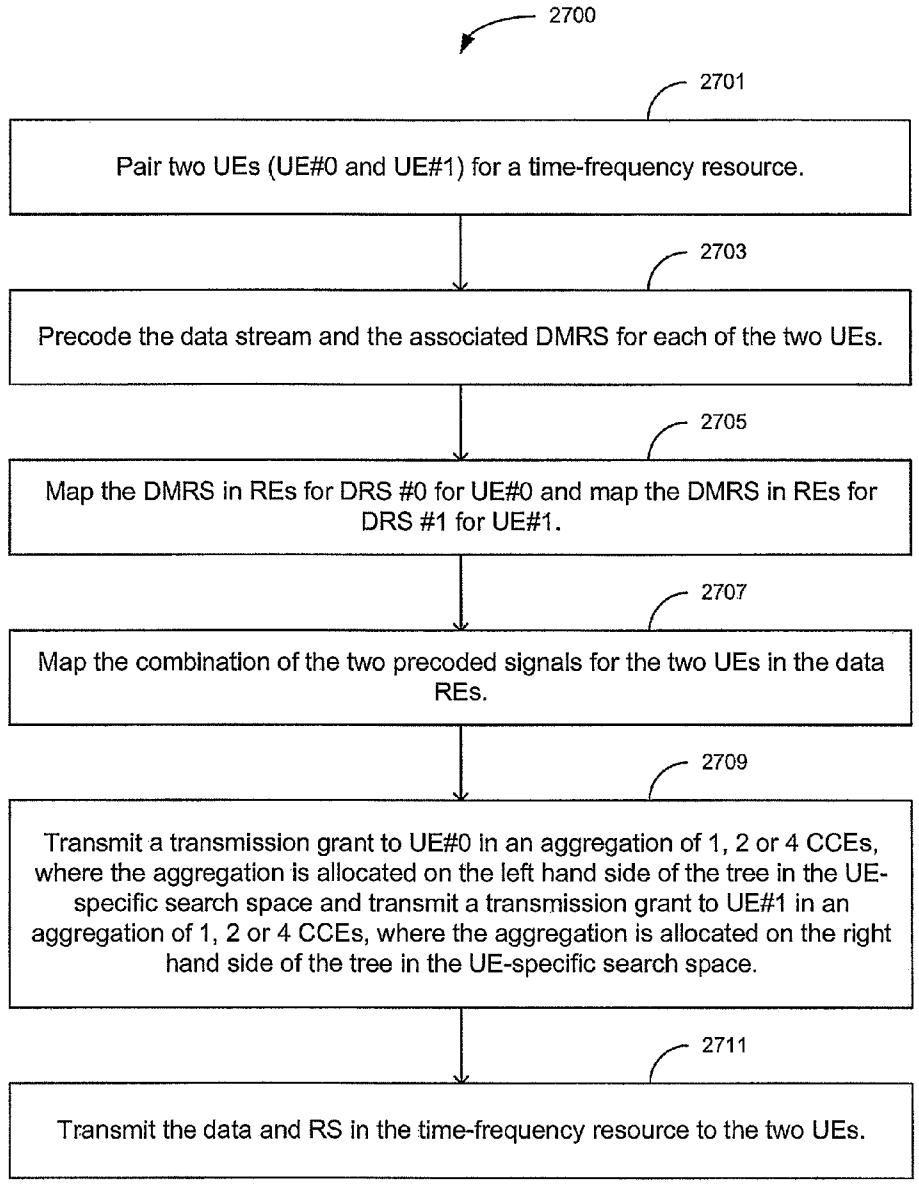 2700
2701
Pair two UEs (UE#0 and UE#1) for a time-frequency resource.
2703
Precode the data stream and the associated DMRS for each of the two UEs.
2705
Map the DMRS in REs for DRS #0 for UE#0 and map the DMRS in REs for
DRS #1 for UE#1.
2707
Map the combination of the two precoded signals for the two UEs in the data
REs.
2709
Transmit a transmission grant to UE#0 in an aggregation of 1, 2 or 4 CCEs,
where the aggregation is allocated on the left hand side of the tree in the UE-
specific search space and transmit a transmission grant to UE#1 in an
aggregation of 1, 2 or 4 CCEs, where the aggregation is allocated on the right
hand side of the tree in the UE-specific search space.
2711
Transmit the data and RS in the time-frequency resource to the two UEs.